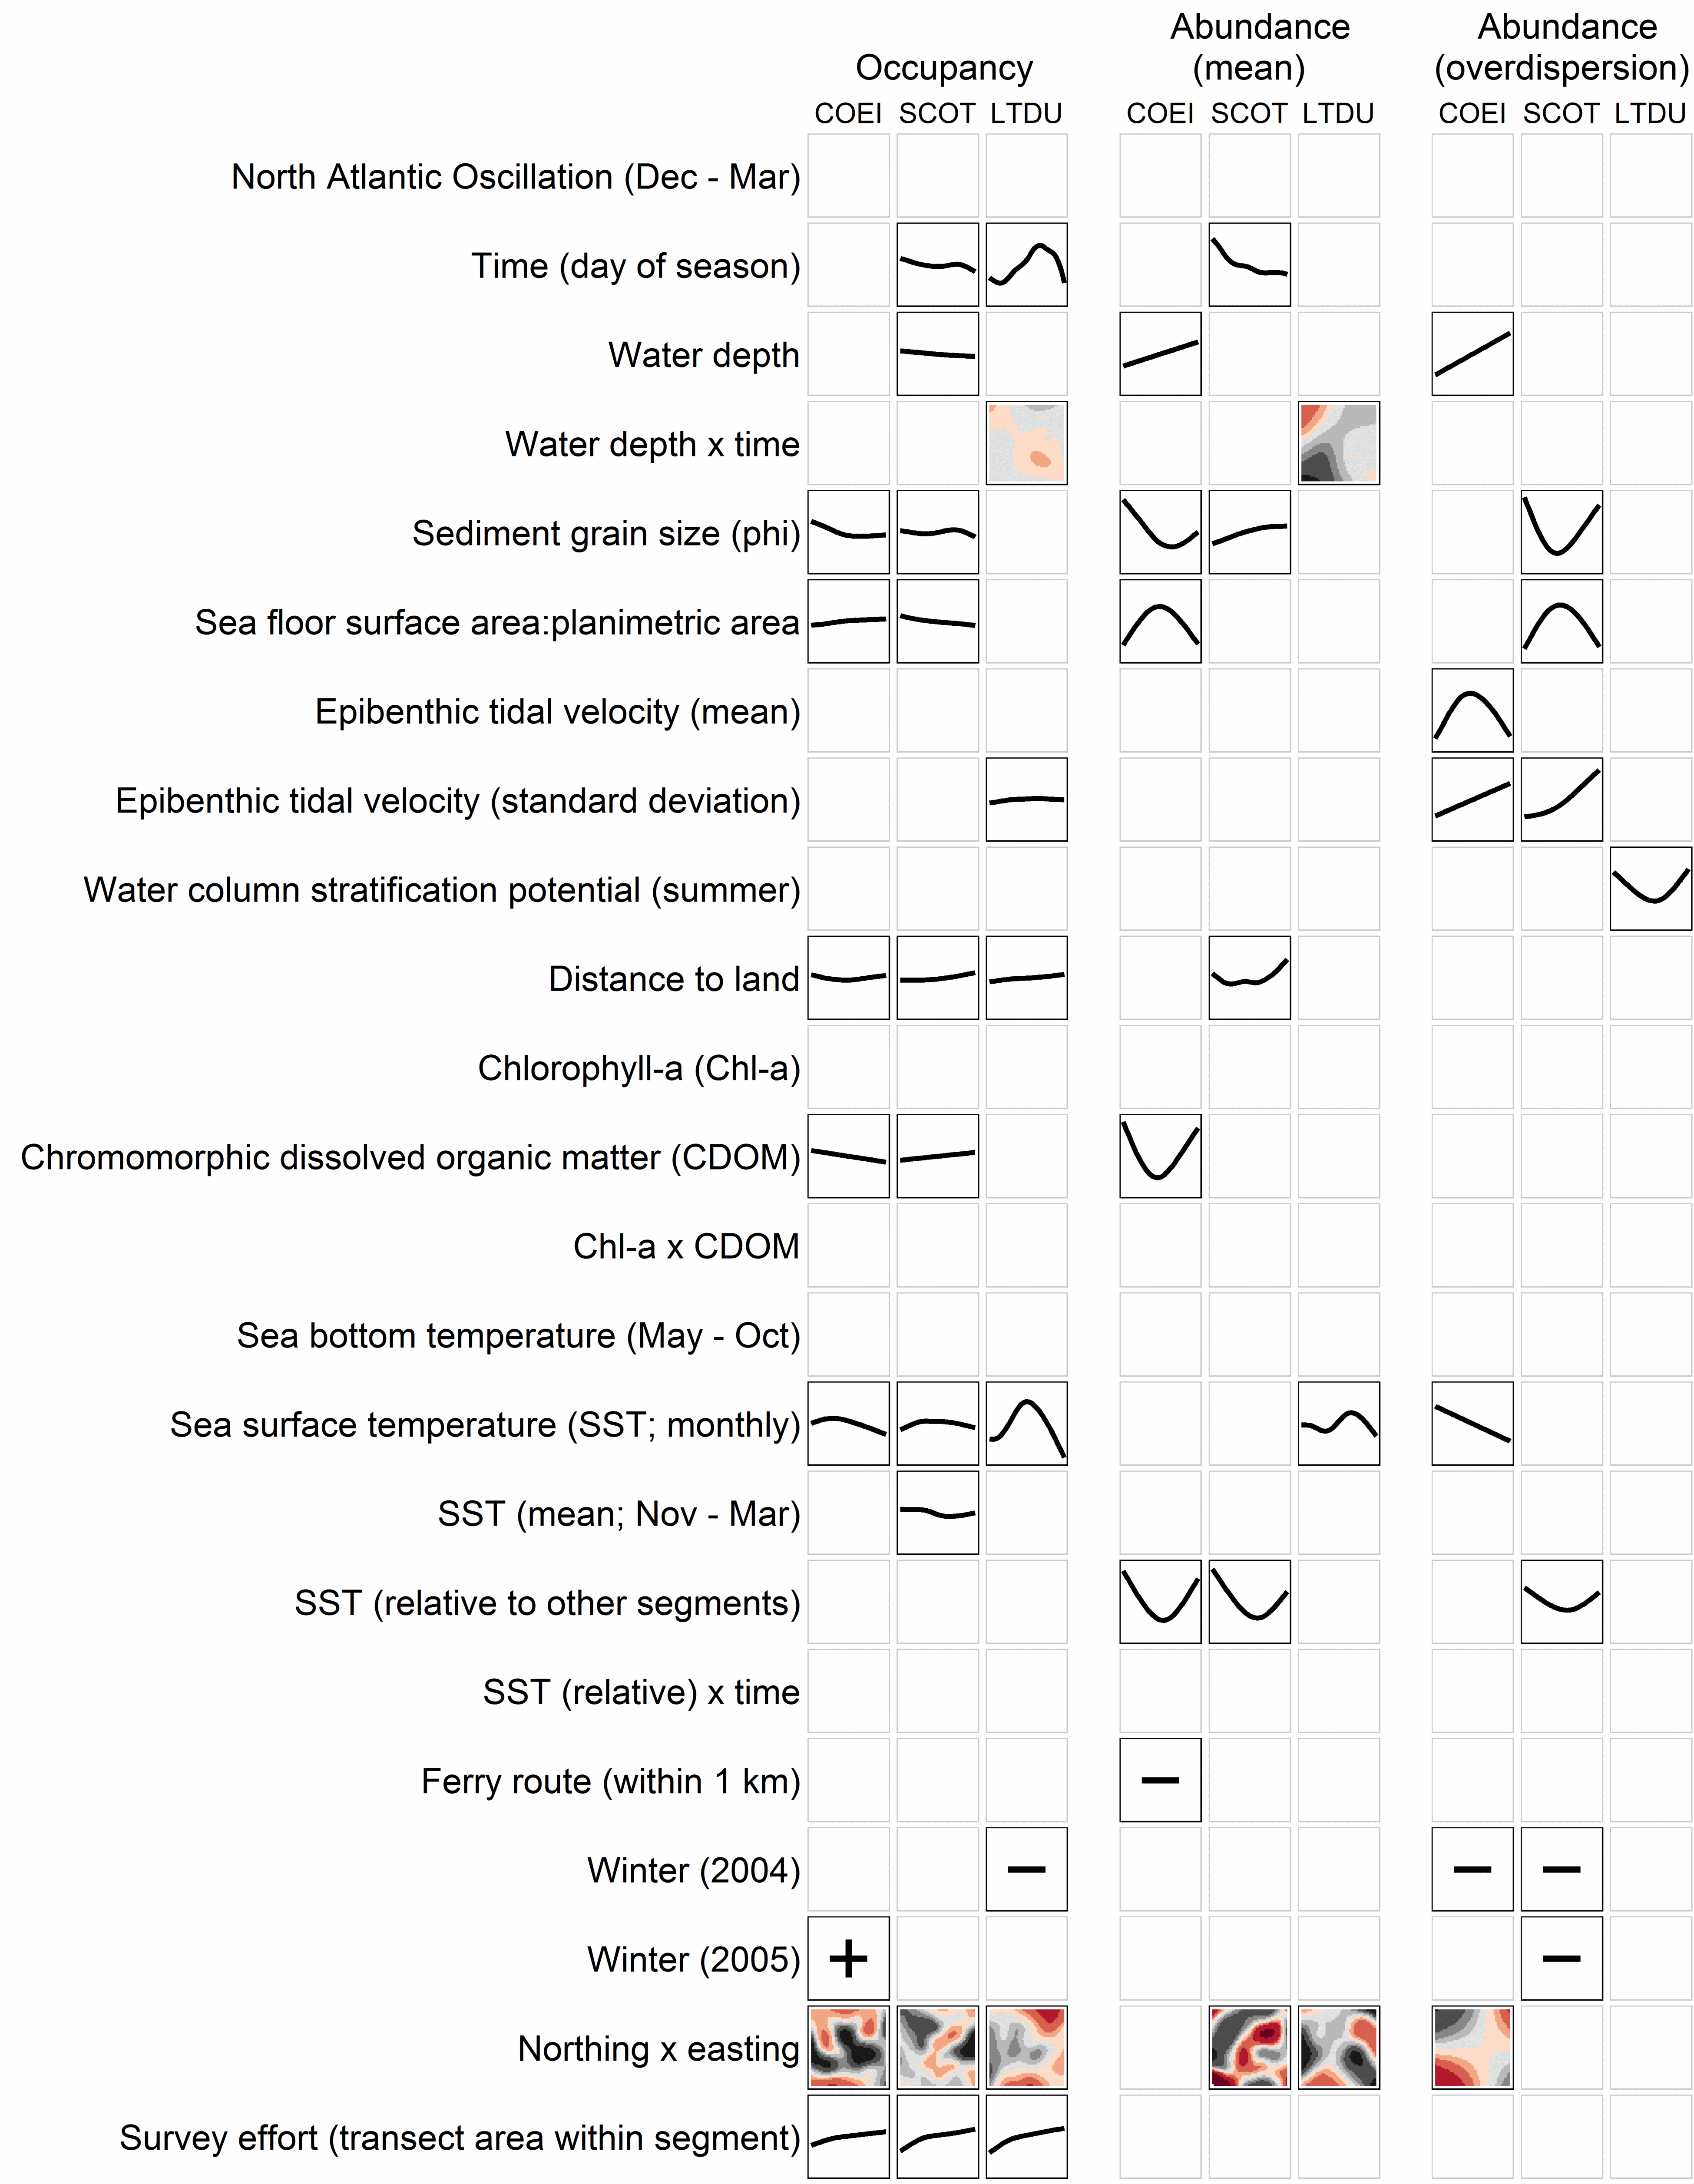 Abundance Abundance
Occupancy (mean) (overdispersion)
COEI SCOT LTDU COEI SCOT LTDU COEI SCOT LTDU
North Atlantic Oscillation (Dec - Mar)
Time (day of season)
Water depth
Water depth x time
Sediment grain size (phi)
Sea floor surface area:planimetric area
Epibenthic tidal velocity (mean)
Epibenthic tidal velocity (standard deviation)
Water column stratification potential (summer)
Distance to land
Chlorophyll-a (Chl-a)
Chromomorphic dissolved organic matter (CDOM)
Chl-a x CDOM
Sea bottom temperature (May - Oct)
Sea surface temperature (SST; monthly)
SST (mean; Nov - Mar)
SST (relative to other segments)
SST (relative) x time
Ferry route (within 1 km)
Winter (2004)
Winter (2005)
Northing x easting
Survey effort (transect area within segment)